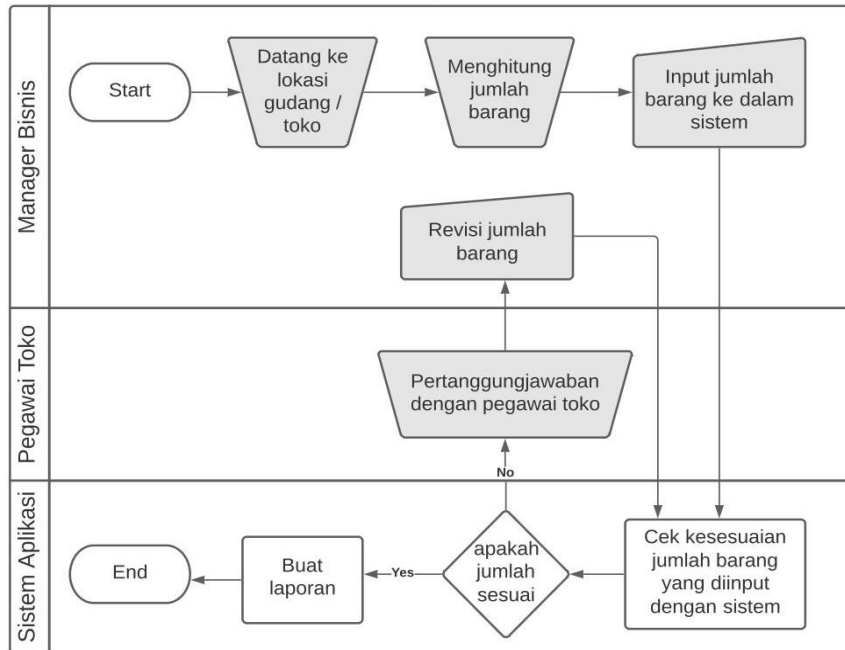 Manager Bisnis
Start
Datang ke
lokasi
gudang /
toko
Menghitung
jumlah
barang
Input jumlah
barang ke dalam
sistem
Revisi jumlah
barang
Pegawai Toko
Pertanggungjawaban
dengan pegawai toko
No
Sistem Aplikasi
End
Buat
laporan
Yes
apakah
jumlah
sesuai
Cek kesesuaian
jumlah barang
yang diinput
dengan sistem